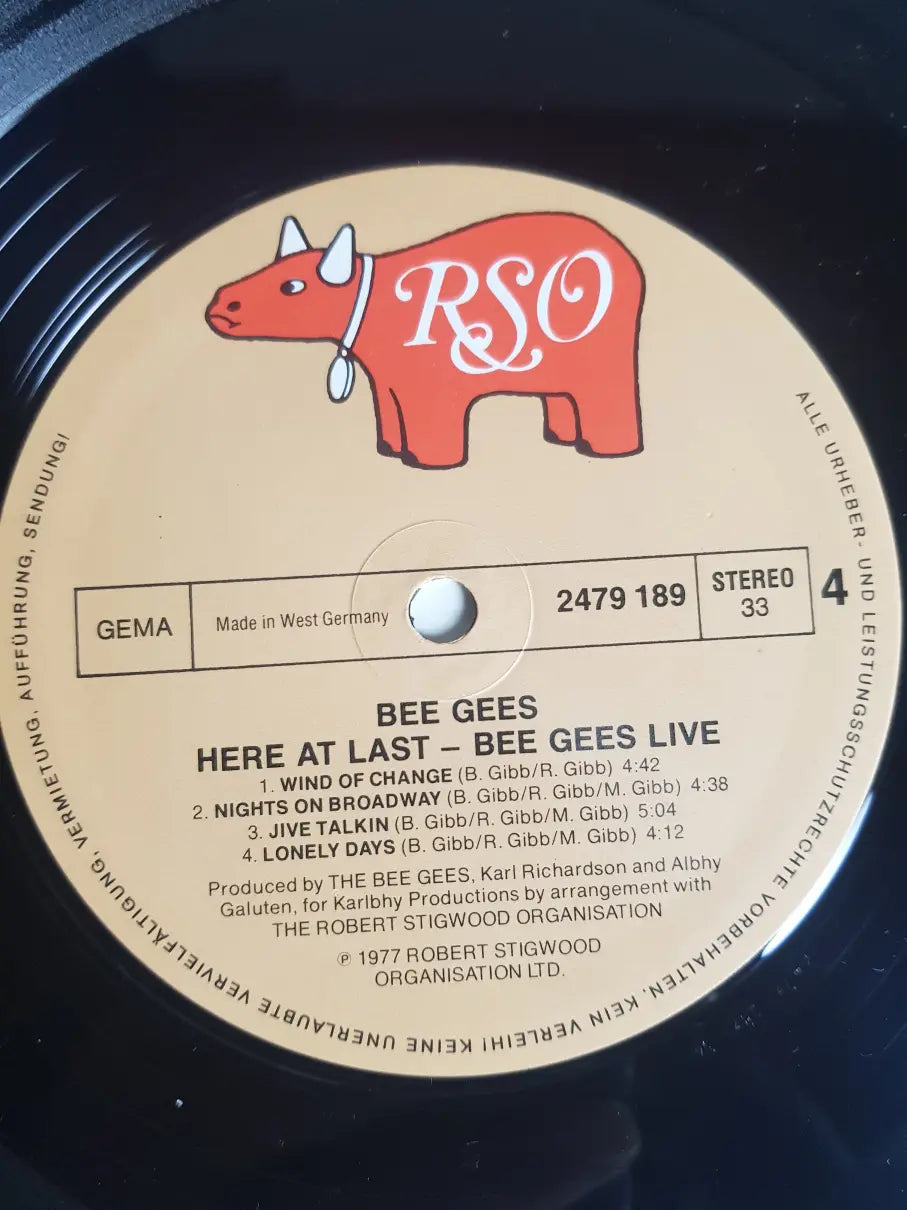 RSO
GEMA
Made in West Germany
2479 189
STEREO
33
4
BEE GEES
HERE AT LAST – BEE GEES LIVE
1. WIND OF CHANGE (B. Gibb/R. Gibb) 4:42
2. NIGHTS ON BROADWAY (B. Gibb/R. Gibb/M. Gibb) 4:38
3. JIVE TALKIN (B. Gibb/R. Gibb/M. Gibb) 5:04
4. LONELY DAYS (B. Gibb/R. Gibb/M. Gibb) 4:12
Produced by THE BEE GEES, Karl Richardson and Albhy
Galuten, for Karlbhy Productions by arrangement with
THE ROBERT STIGWOOD ORGANISATION
℗ 1977 ROBERT STIGWOOD
ORGANISATION LTD.
ALLE URHEBER- UND LEISTUNGSSCHUTZRECHTE VORBEHALTEN. KEIN VERLEIH! KEINE UNERLAUBTE VERVIELFÄLTIGUNG, VERMIETUNG, AUFFÜHRUNG, SENDUNG!